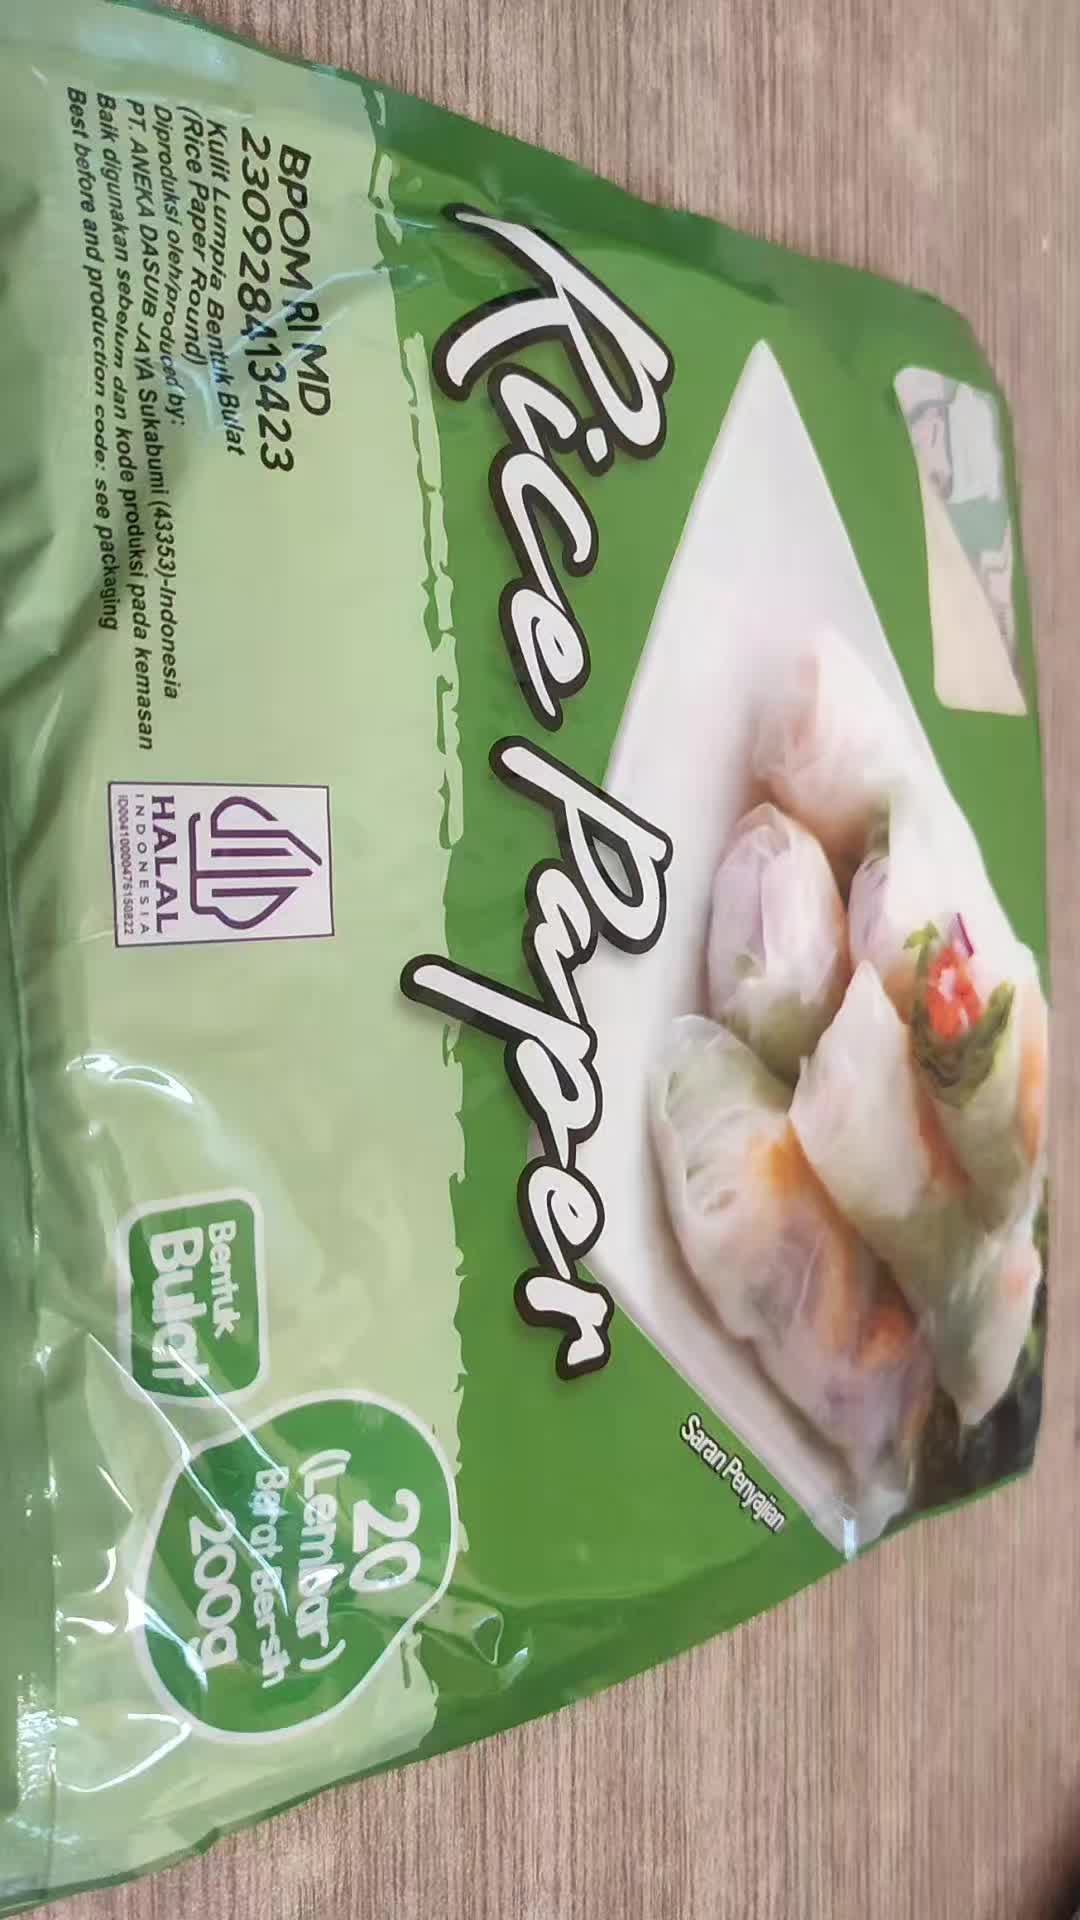 Rice Paper
Saran Penyajian
BPOM RI MD
230928413423
Kulit Lumpia Bentuk Bulat
(Rice Paper Round)
Diproduksi oleh/produced by:
PT. ANEKA DASUIB JAYA Sukabumi (43353)-Indonesia
Baik digunakan sebelum dan kode produksi pada kemasan
Best before and production code: see packaging
HALAL
INDONESIA
ID00410000476150822
Bentuk
Bulat
20
(Lembar)
Berat Bersih
200g